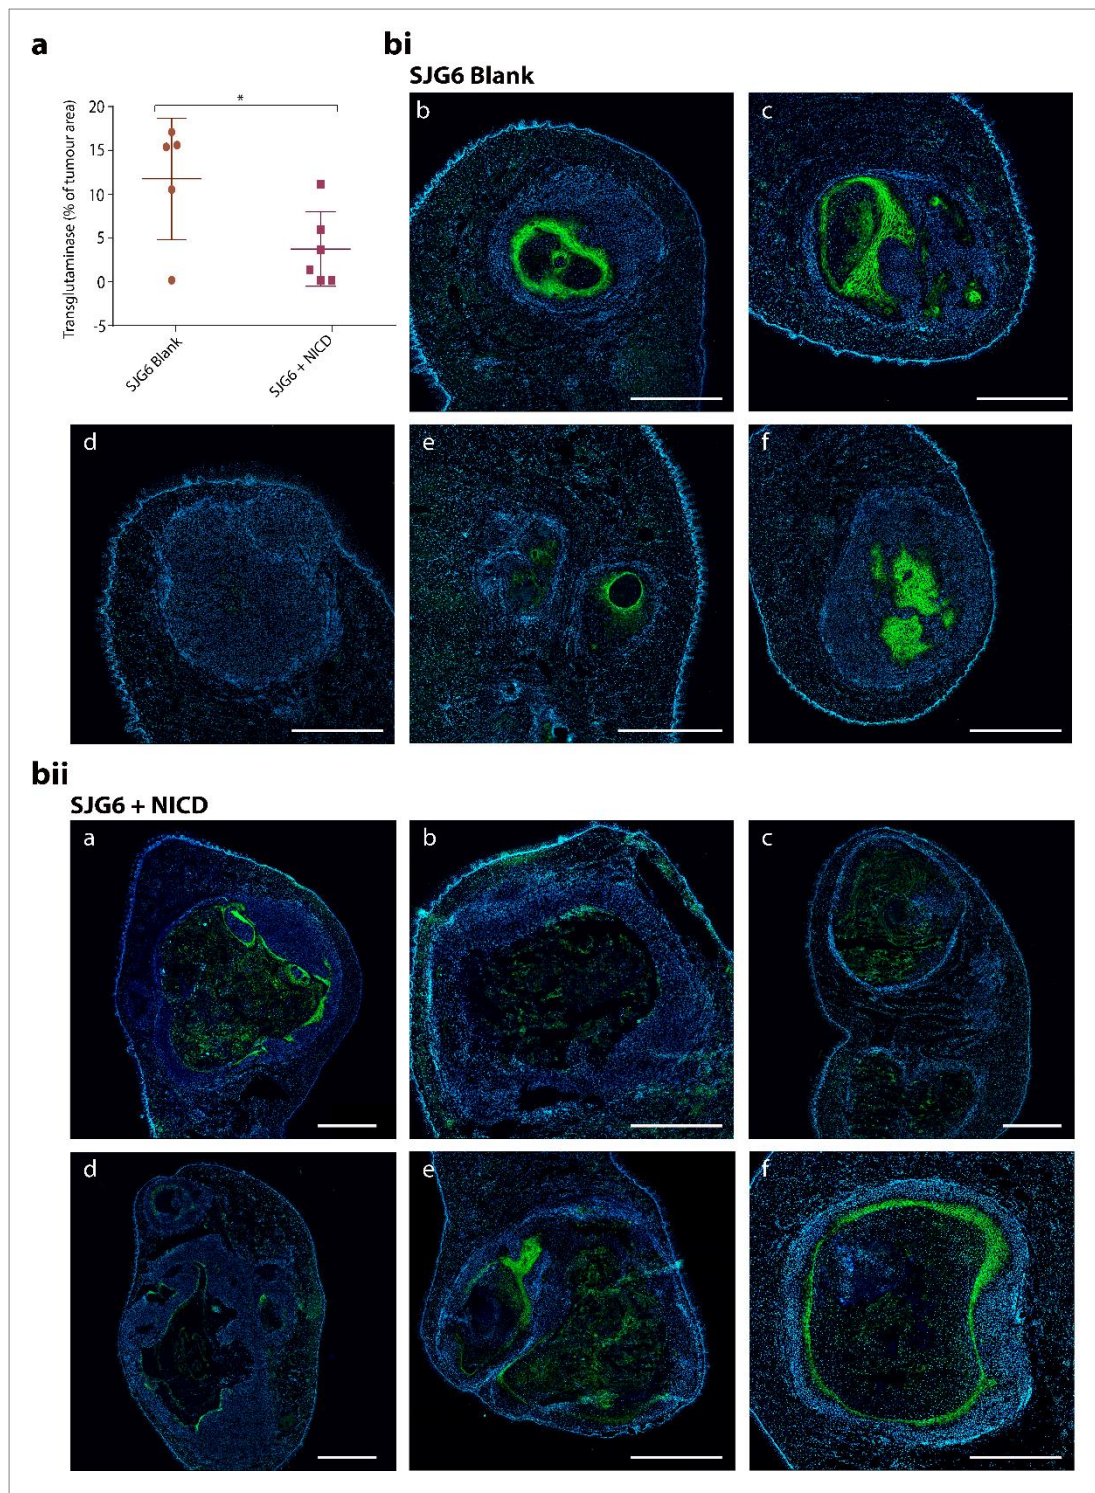 a
bi
SJG6 Blank
Transglutaminase (% of tumour area)
20
15
10
5
0
-5
*
SJG6 Blank
SJG6 + NICD
b
c
d
e
f
bii
SJG6 + NICD
a
b
c
d
e
f